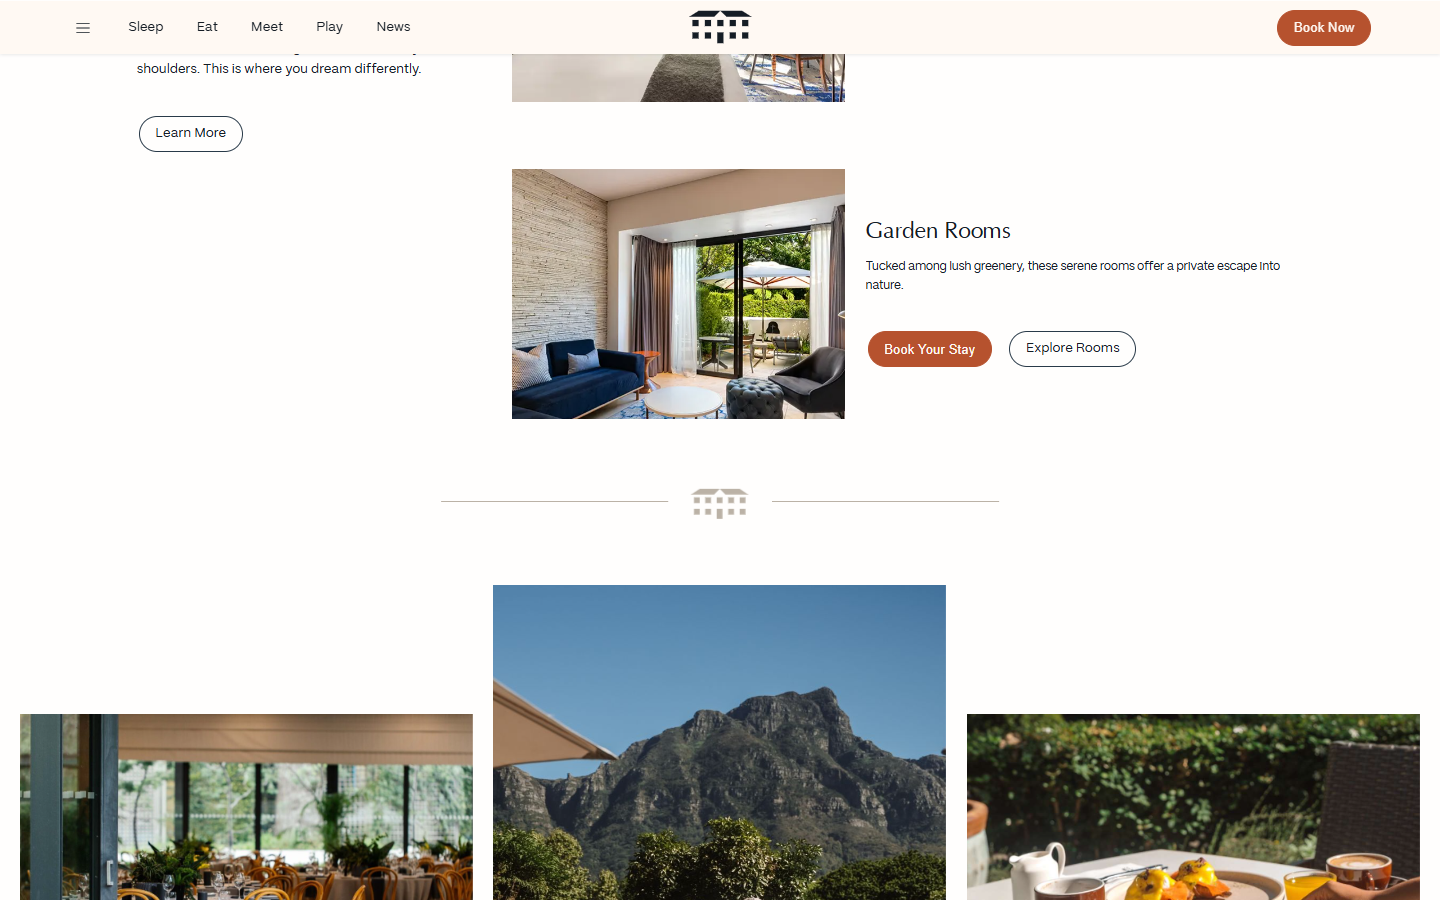 Sleep
Eat
Meet
Play
News
Book Now
shoulders. This is where you dream differently.
Learn More
Garden Rooms
Tucked among lush greenery, these serene rooms offer a private escape into
nature.
Book Your Stay
Explore Rooms